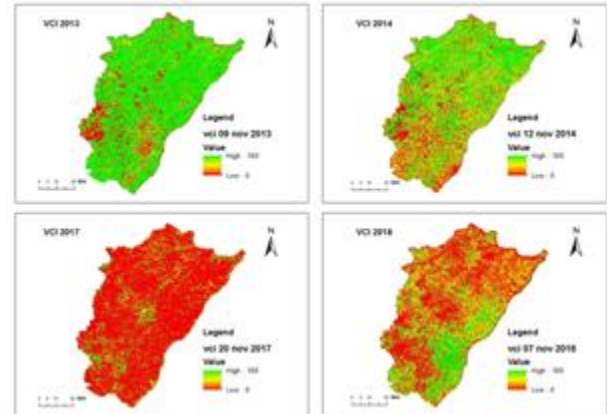 VCI 2013
N
Legend
vci 09 nov 2013
Value
High : 100
Low : 0
VCI 2014
N
Legend
vci 12 nov 2014
Value
High : 100
Low : 0
VCI 2017
N
Legend
vci 20 nov 2017
Value
High : 100
Low : 0
VCI 2018
N
Legend
vci 07 nov 2018
Value
High : 100
Low : 0